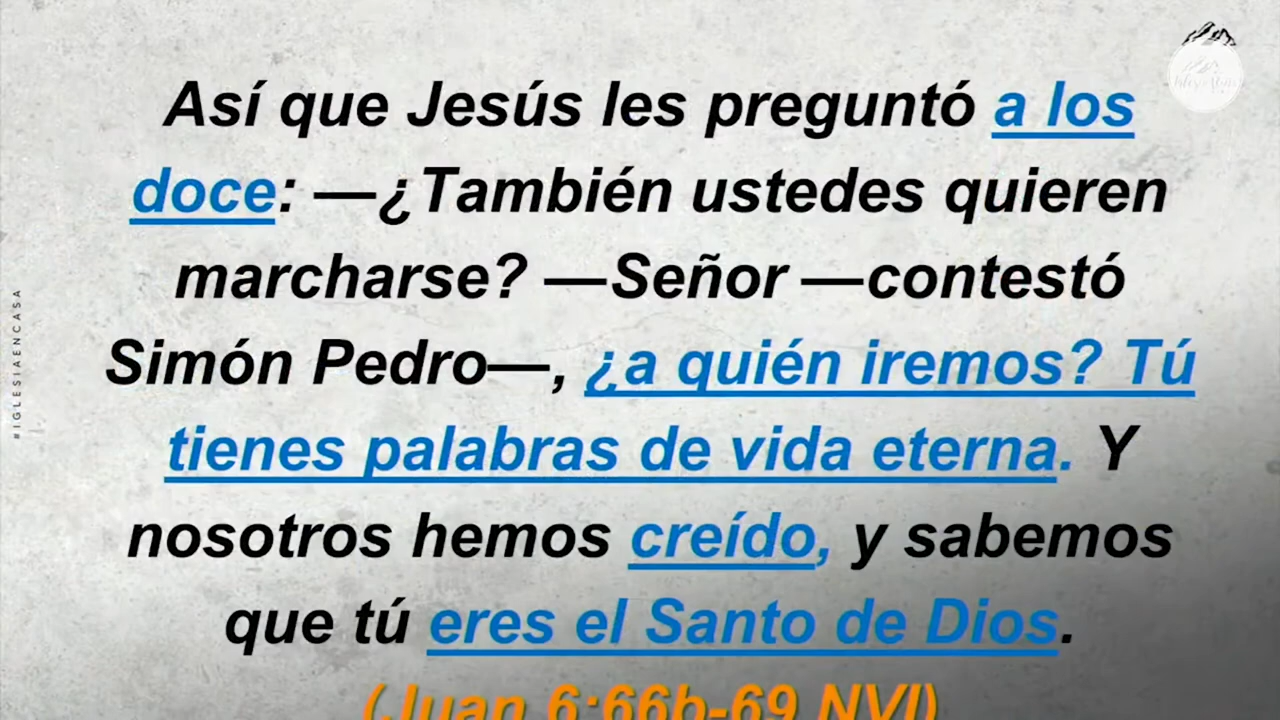 Así que Jesús les preguntó a los
doce: —¿También ustedes quieren
marcharse? —Señor —contestó
Simón Pedro—, ¿a quién iremos? Tú
tienes palabras de vida eterna. Y
nosotros hemos creído, y sabemos
que tú eres el Santo de Dios.
(Juan 6:66b-69 NVI)
#IGLESIAENCASA